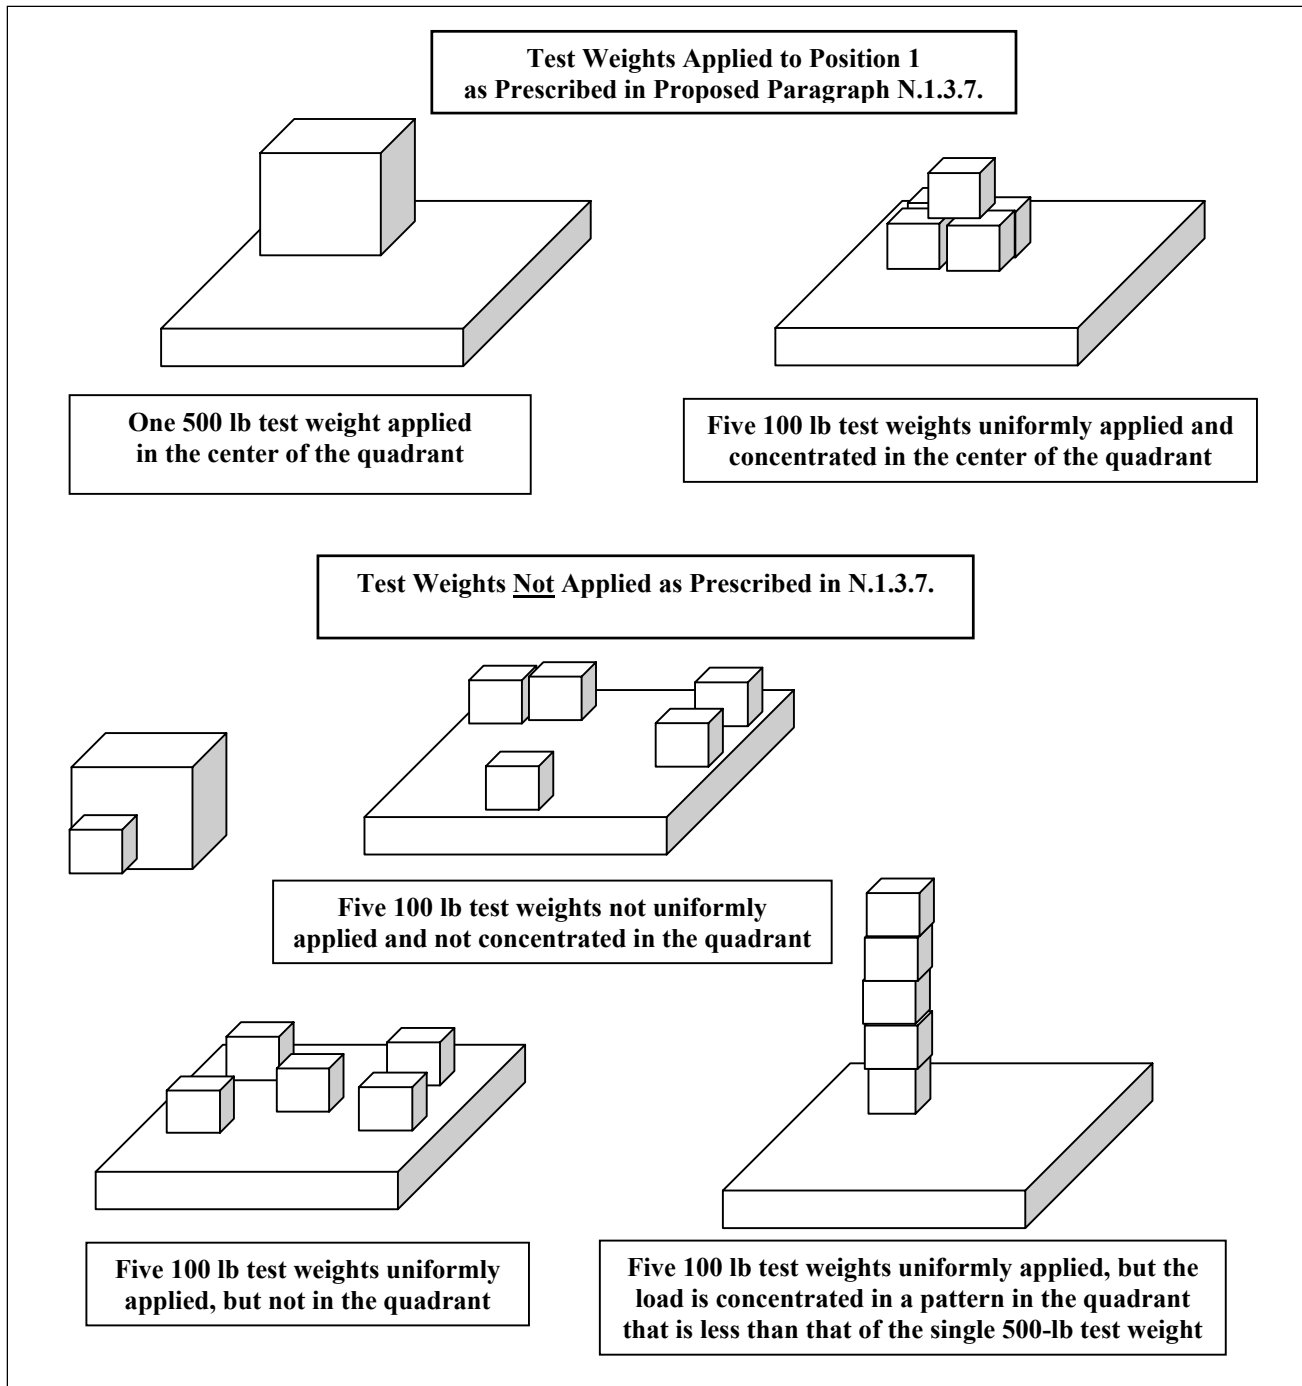 Test Weights Applied to Position 1
as Prescribed in Proposed Paragraph N.1.3.7.
One 500 lb test weight applied
in the center of the quadrant
Five 100 lb test weights uniformly applied and
concentrated in the center of the quadrant
Test Weights Not Applied as Prescribed in N.1.3.7.
Five 100 lb test weights not uniformly
applied and not concentrated in the quadrant
Five 100 lb test weights uniformly
applied, but not in the quadrant
Five 100 lb test weights uniformly applied, but the
load is concentrated in a pattern in the quadrant
that is less than that of the single 500-lb test weight